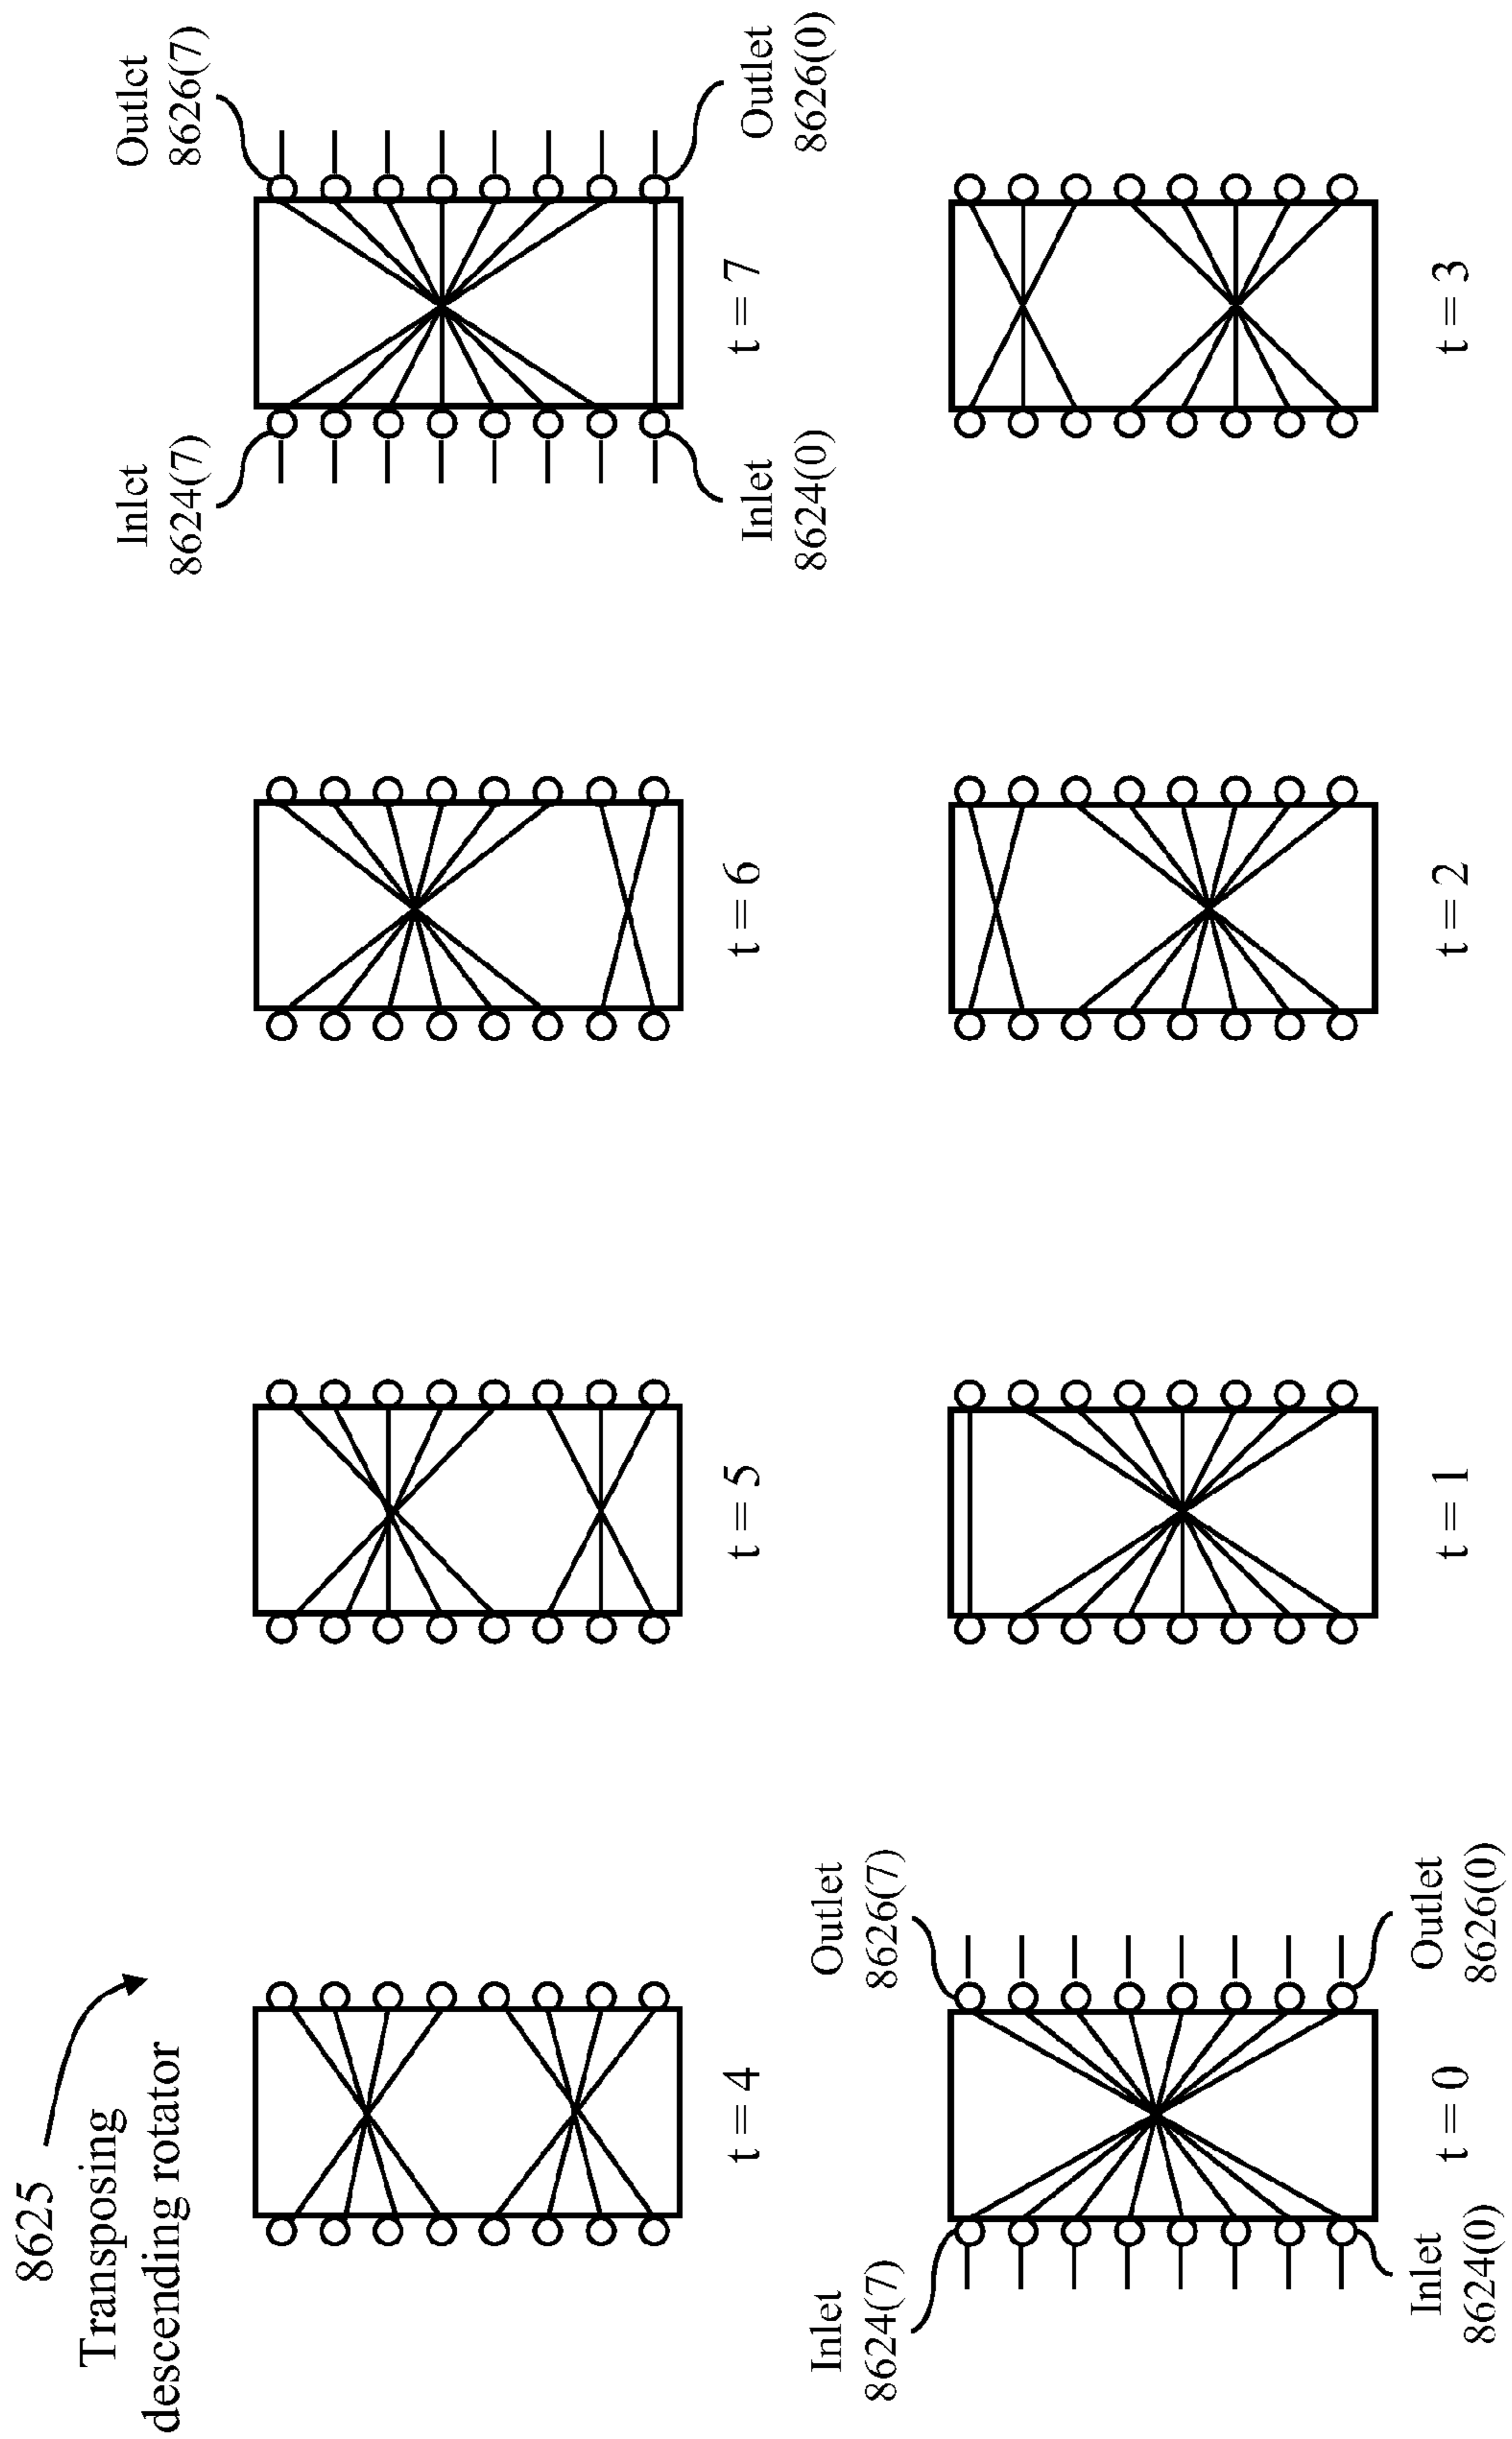 8625
Transposing
descending rotator
t = 4
t = 5
t = 6
Inlet
8624(7)
Outlet
8626(7)
t = 7
Inlet
8624(0)
Outlet
8626(0)
Inlet
8624(7)
Outlet
8626(7)
t = 0
Inlet
8624(0)
Outlet
8626(0)
t = 1
t = 2
t = 3